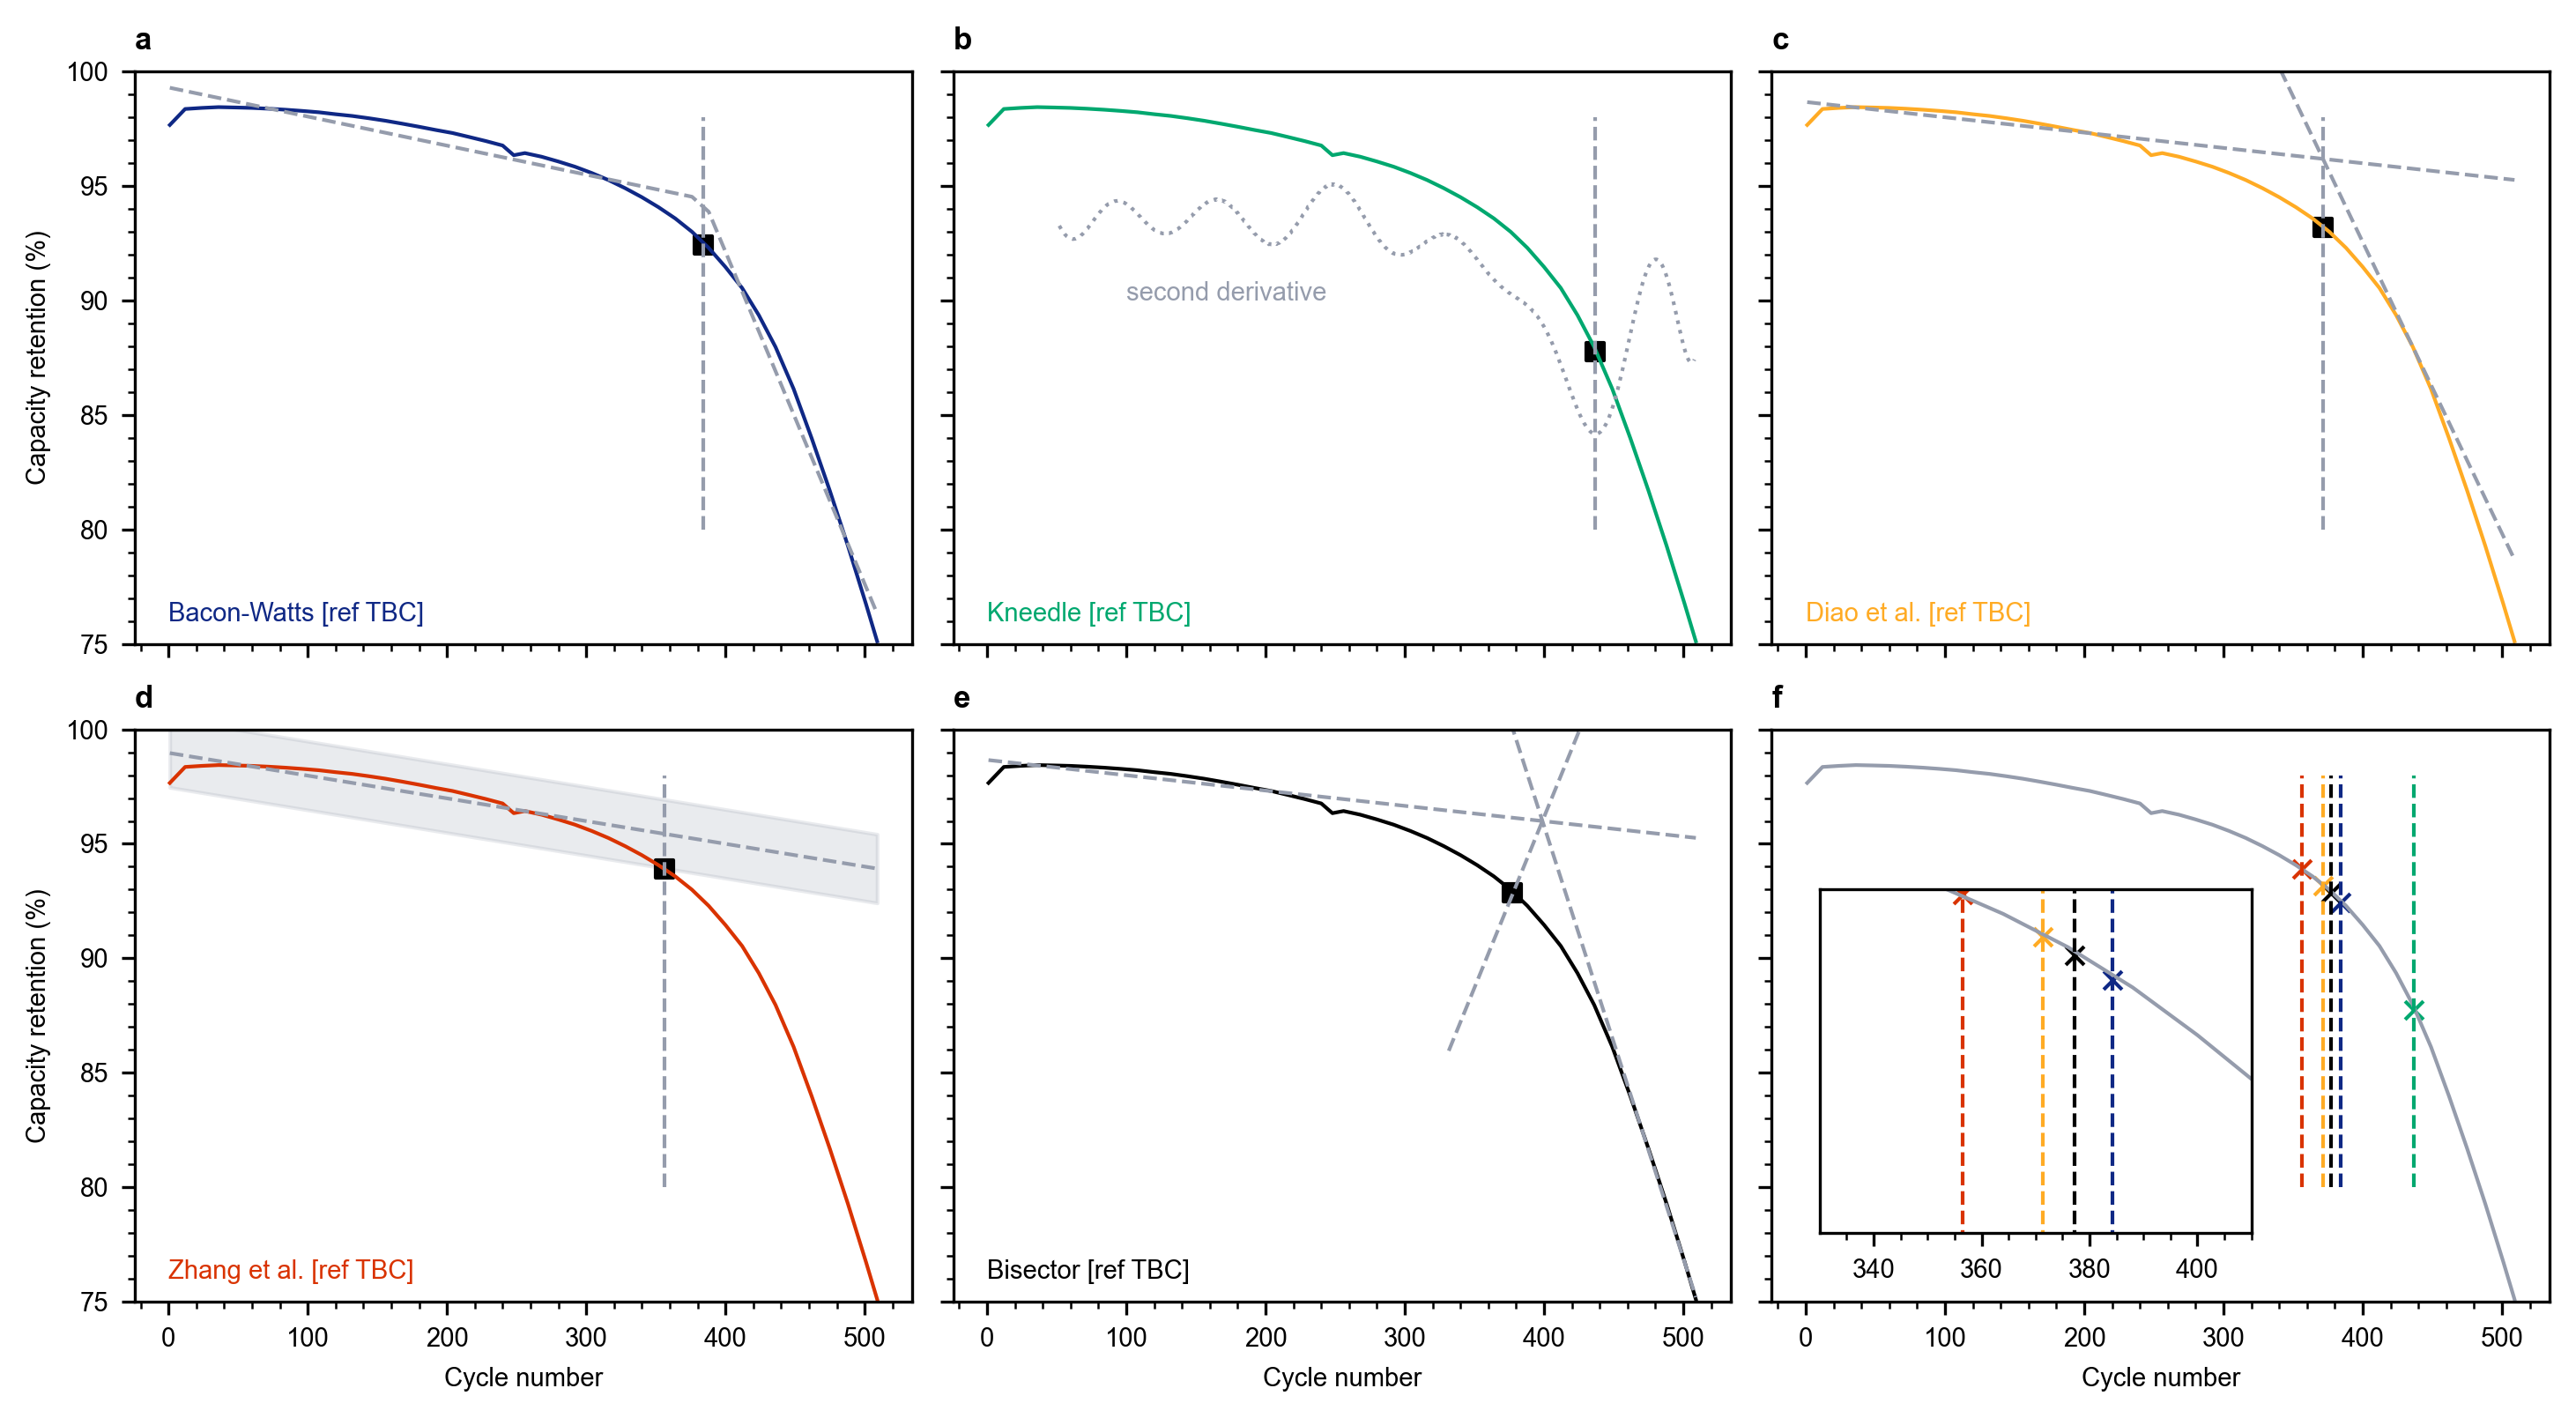 a
b
c
100
95
90
85
80
75
Capacity retention (%)
second derivative
Bacon-Watts [ref TBC]
Kneedle [ref TBC]
Diao et al. [ref TBC]
d
e
f
100
95
90
85
80
75
Capacity retention (%)
Zhang et al. [ref TBC]
Bisector [ref TBC]
340 360 380 400
0 100 200 300 400 500
0 100 200 300 400 500
0 100 200 300 400 500
Cycle number
Cycle number
Cycle number